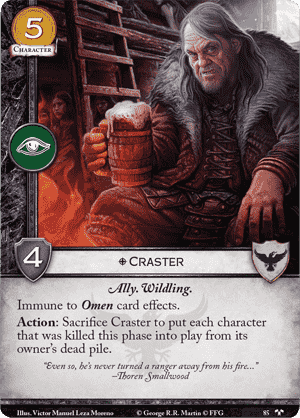 5
CHARACTER
4
CRASTER
Ally. Wildling.
Immune to Omen card effects.
Action: Sacrifice Craster to put each character
that was killed this phase into play from its
owner's dead pile.
"Even so, he's never turned a ranger away from his fire..."
–Thoren Smallwood
Illus. Victor Manuel Leza Moreno
© George R.R. Martin © FFG
85